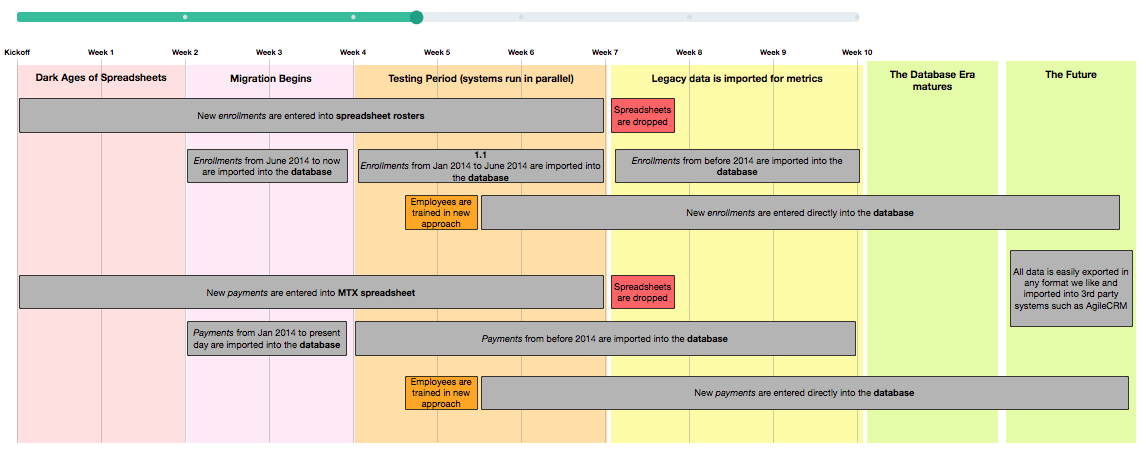 Kickoff Week 1 Week 2 Week 3 Week 4 Week 5 Week 6 Week 7 Week 8 Week 9 Week 10
Dark Ages of Spreadsheets
Migration Begins
Testing Period (systems run in parallel)
Legacy data is imported for metrics
The Database Era
matures
The Future
New enrollments are entered into spreadsheet rosters
Spreadsheets
are dropped
Enrollments from June 2014 to now
are imported into the database
1.1
Enrollments from Jan 2014 to June 2014 are imported into
the database
Enrollments from before 2014 are imported into the
database
Employees are
trained in new
approach
New enrollments are entered directly into the database
All data is easily exported in
any format we like and
imported into 3rd party
systems such as AgileCRM
New payments are entered into MTX spreadsheet
Spreadsheets
are dropped
Payments from Jan 2014 to present
day are imported into the database
Payments from before 2014 are imported into the database
Employees are
trained in new
approach
New payments are entered directly into the database